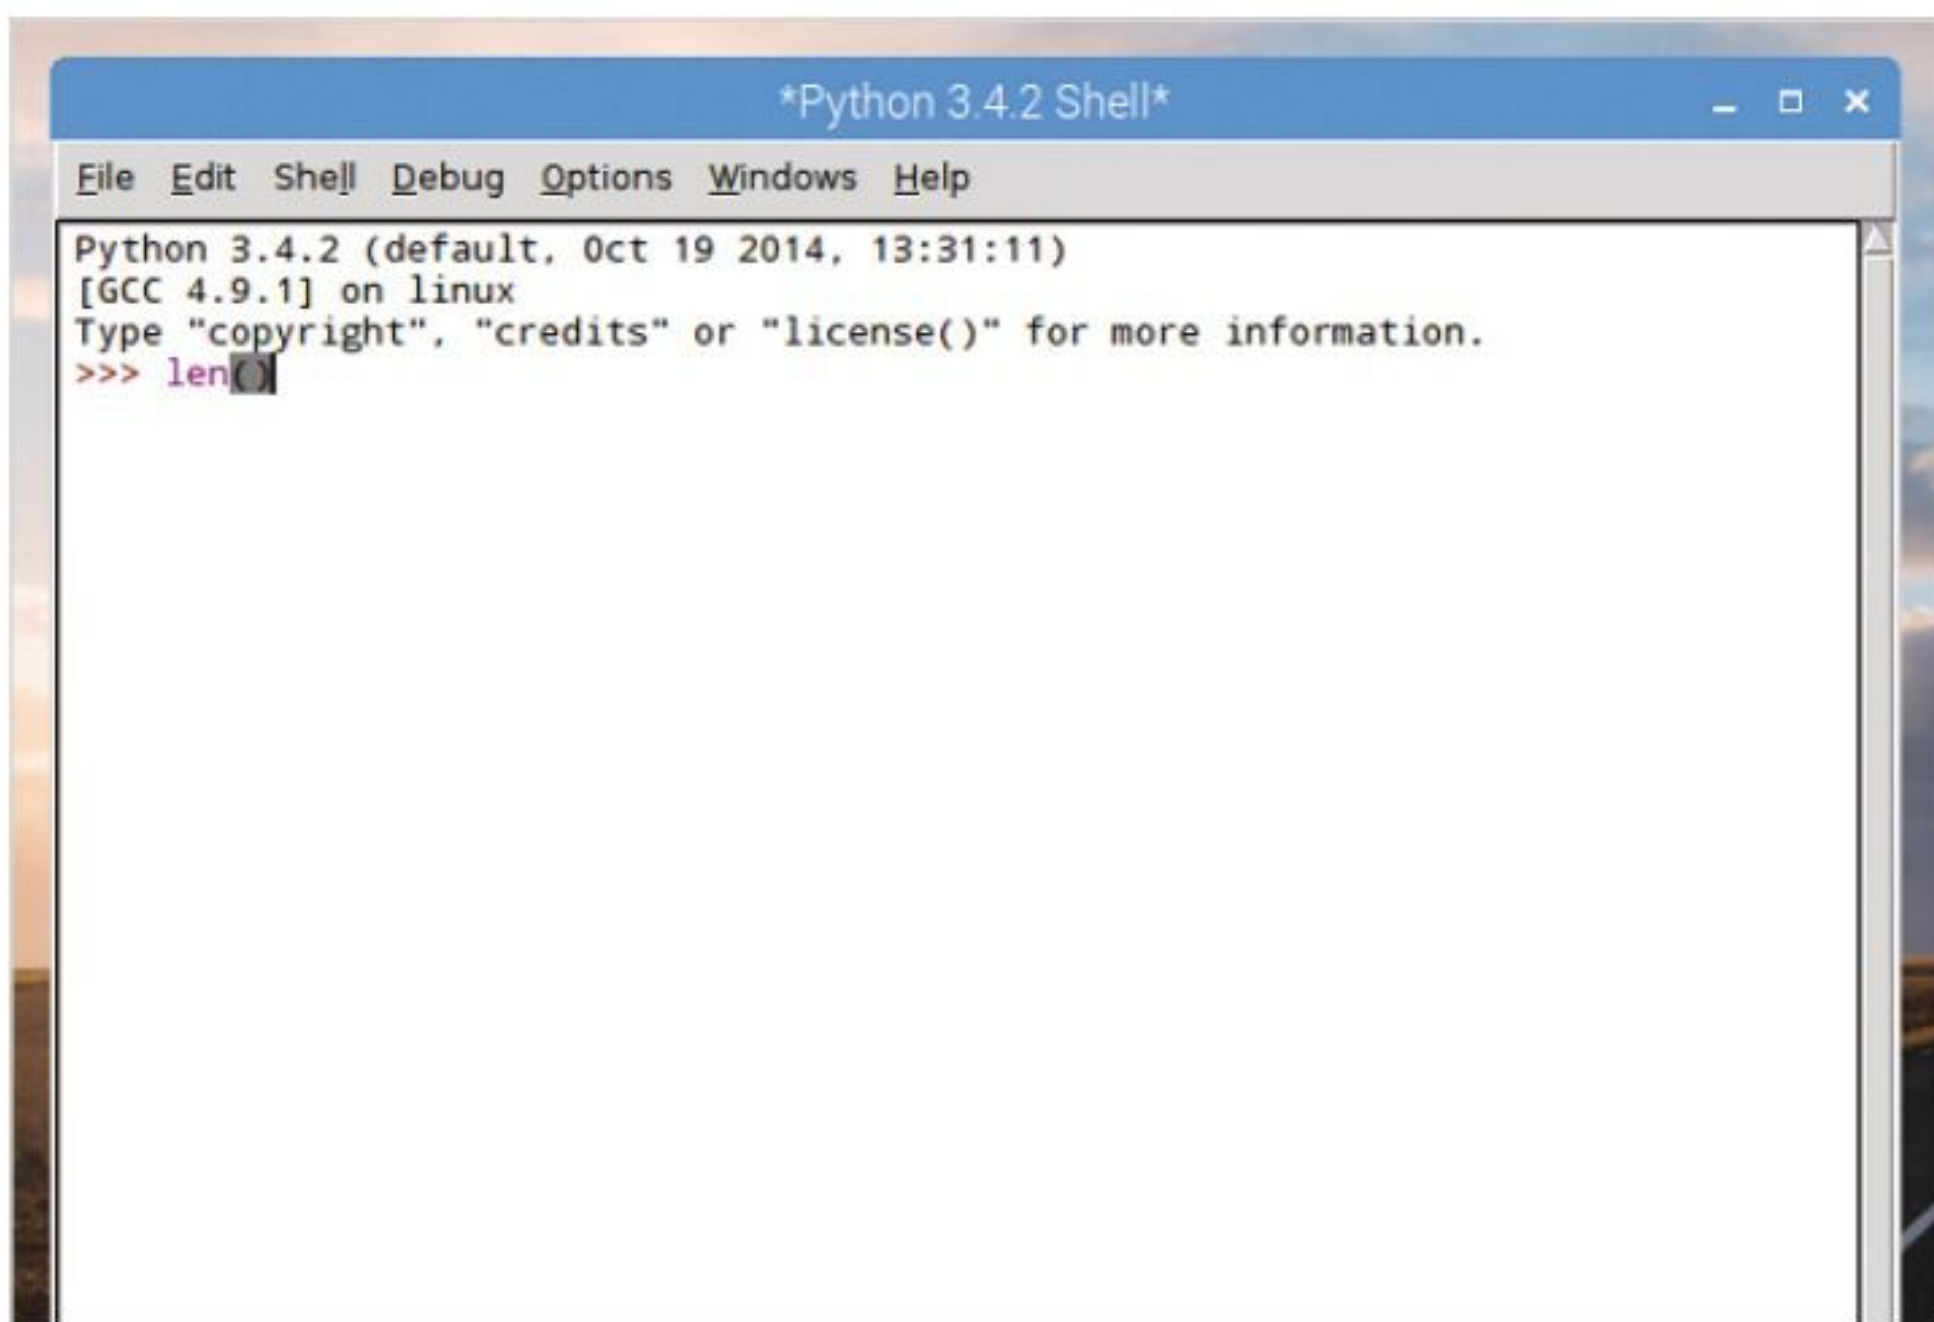 *Python 3.4.2 Shell*
File Edit Shell Debug Options Windows Help
Python 3.4.2 (default, Oct 19 2014, 13:31:11)
[GCC 4.9.1] on linux
Type "copyright", "credits" or "license()" for more information.
>>> len()